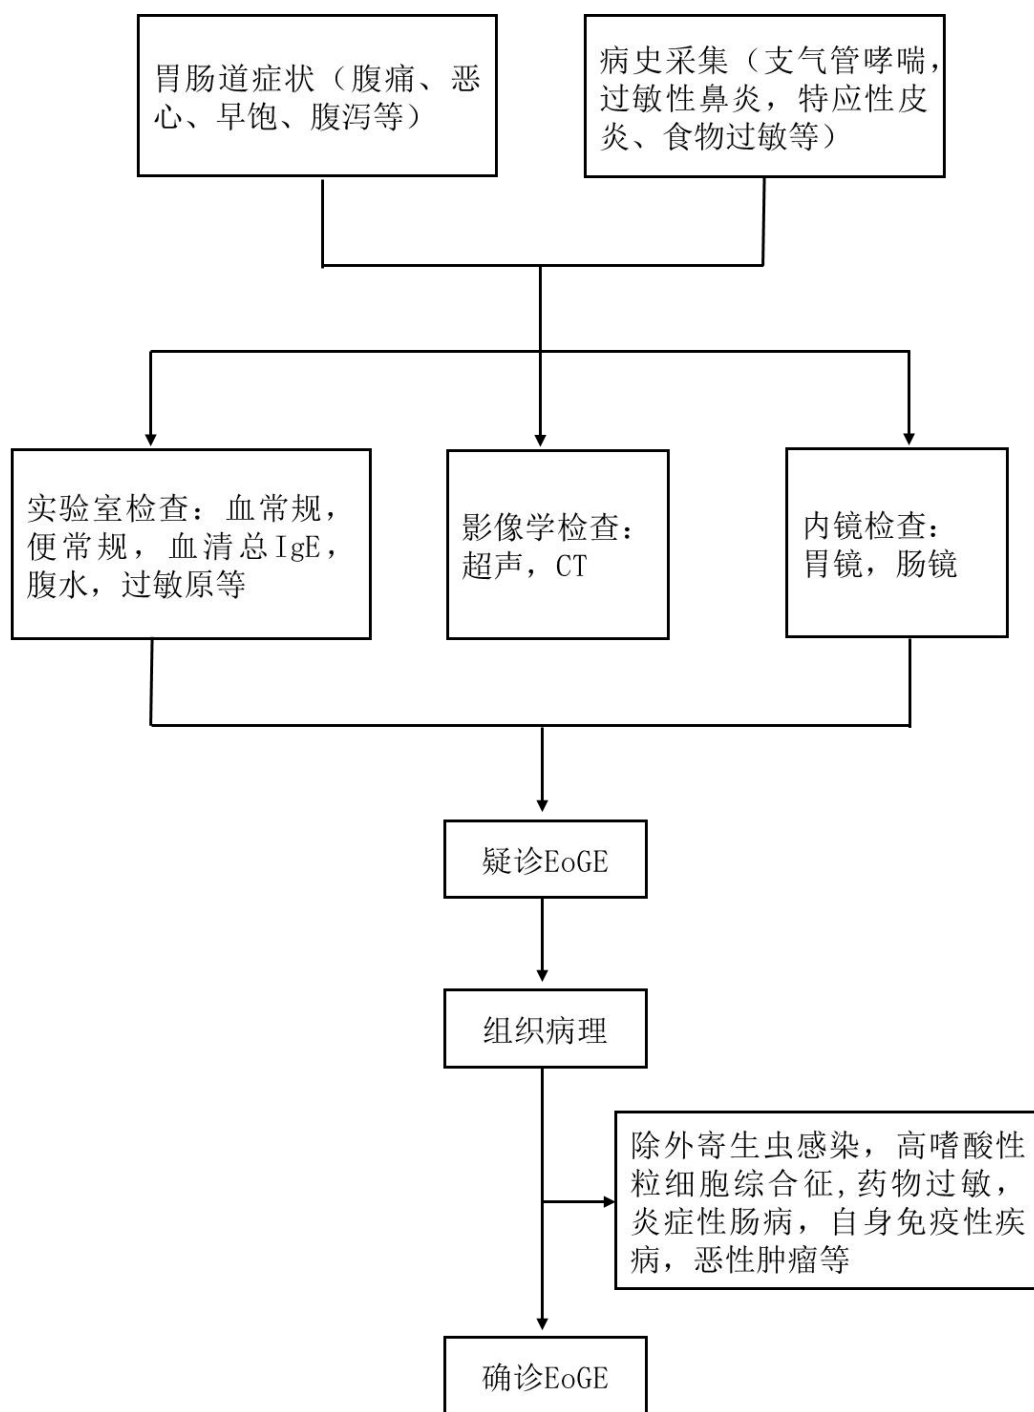 胃肠道症状（腹痛、恶
心、早饱、腹泻等）
病史采集（支气管哮喘，
过敏性鼻炎，特应性皮
炎、食物过敏等）
实验室检查：血常规，
便常规，血清总IgE，
腹水，过敏原等
影像学检查：
超声，CT
内镜检查：
胃镜，肠镜
疑诊EoGE
组织病理
除外寄生虫感染，高嗜酸性
粒细胞综合征,药物过敏，
炎症性肠病，自身免疫性疾
病，恶性肿瘤等
确诊EoGE